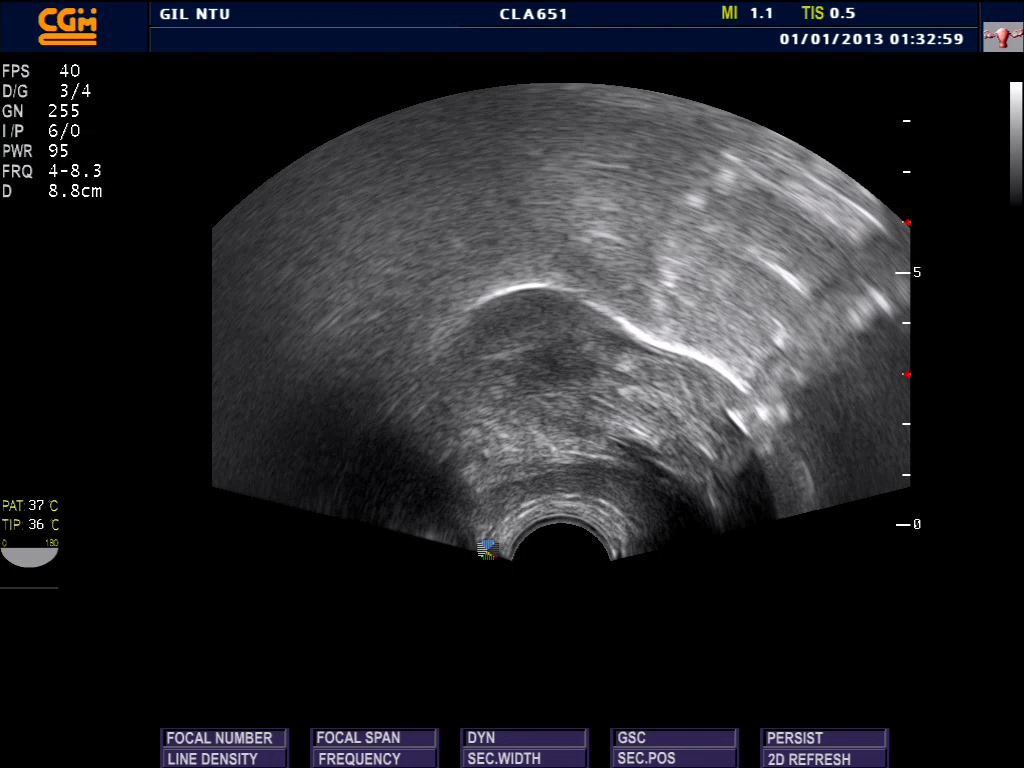 CGM
GIL NTU CLA651 MI 1.1 TIS 0.5
01/01/2013 01:32:59
FPS 40
D/G 3/4
GN 255
I/P 6/0
PWR 95
FRQ 4-8.3
D 8.8cm
5
PAT: 37 °C
TIP: 36 °C
0 180
0
FOCAL NUMBER FOCAL SPAN DYN GSC PERSIST
LINE DENSITY FREQUENCY SEC.WIDTH SEC.POS 2D REFRESH